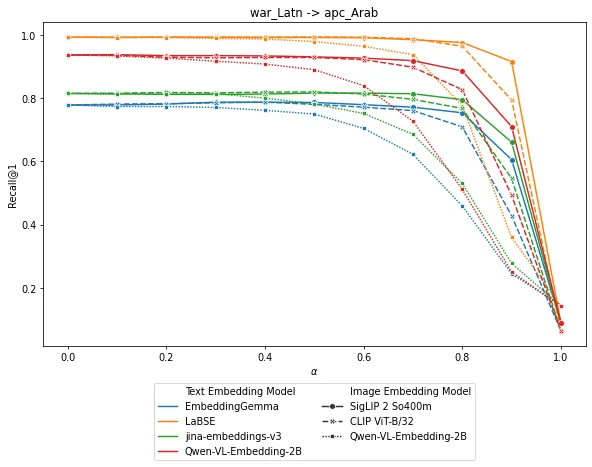 war_Latn -> apc_Arab
Recall@1
1.0
0.8
0.6
0.4
0.2
0.0 0.2 0.4 0.6 0.8 1.0
α
Text Embedding Model Image Embedding Model
EmbeddingGemma SigLIP 2 So400m
LaBSE CLIP ViT-B/32
jina-embeddings-v3 Qwen-VL-Embedding-2B
Qwen-VL-Embedding-2B